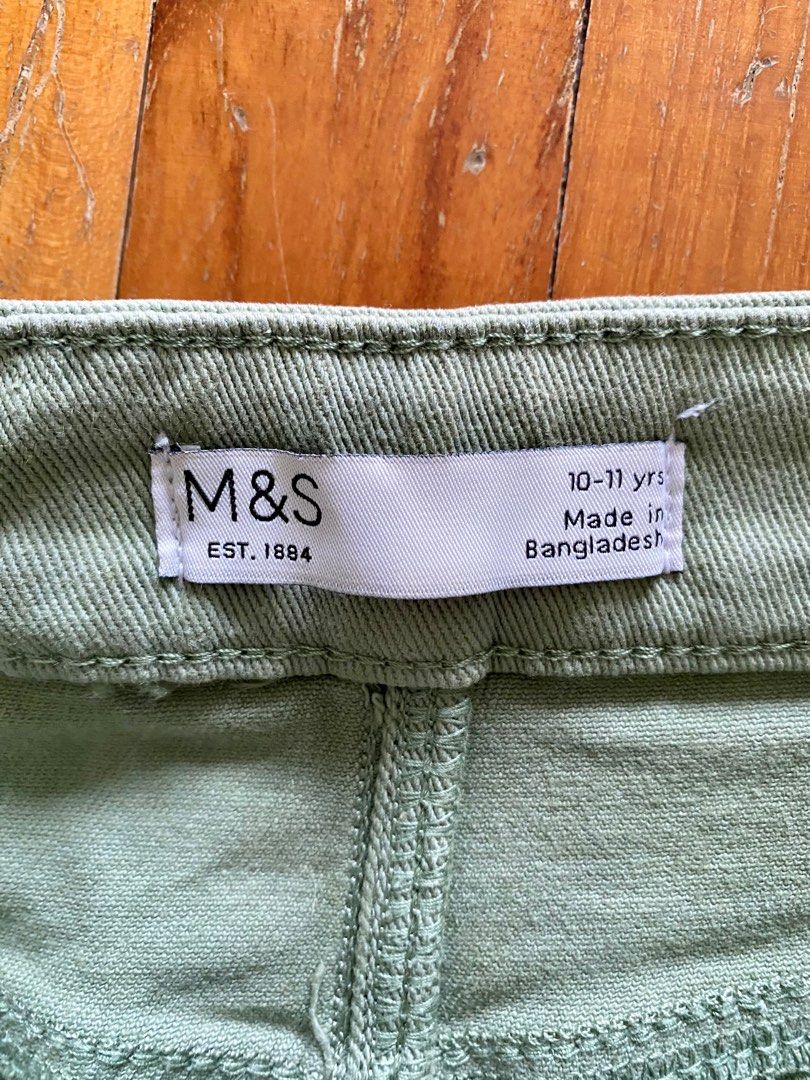 M&S
EST. 1884
10-11 yrs
Made in
Bangladesh